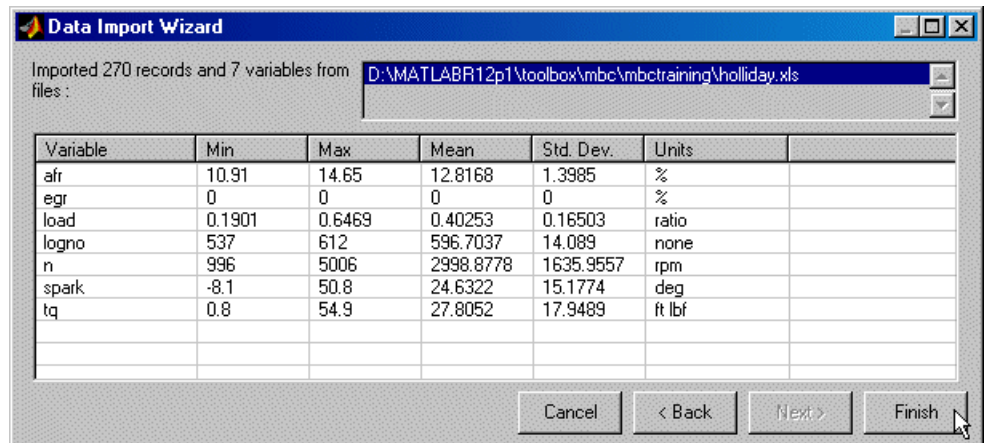 Data Import Wizard
Imported 270 records and 7 variables from
files :
D:\MATLABR12p1\toolbox\mbc\mbctraining\holliday.xls
Variable Min Max Mean Std. Dev. Units
afr 10.91 14.65 12.8168 1.3985 %
egr 0 0 0 0 %
load 0.1901 0.6469 0.40253 0.16503 ratio
logno 537 612 596.7037 14.089 none
n 996 5006 2998.8778 1635.9557 rpm
spark -8.1 50.8 24.6322 15.1774 deg
tq 0.8 54.9 27.8052 17.9489 ft lbf
Cancel < Back Next > Finish